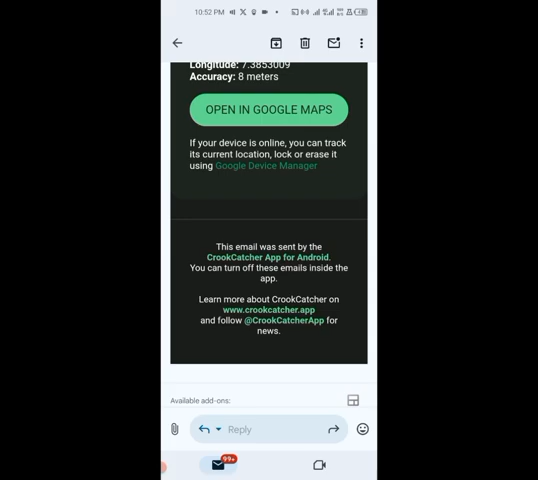 10:52 PM
Longitude: 7.3853009
Accuracy: 8 meters
OPEN IN GOOGLE MAPS
If your device is online, you can track
its current location, lock or erase it
using Google Device Manager
This email was sent by the
CrookCatcher App for Android.
You can turn off these emails inside the
app.
Learn more about CrookCatcher on
www.crookcatcher.app
and follow @CrookCatcherApp for
news.
Available add-ons:
Reply
99+